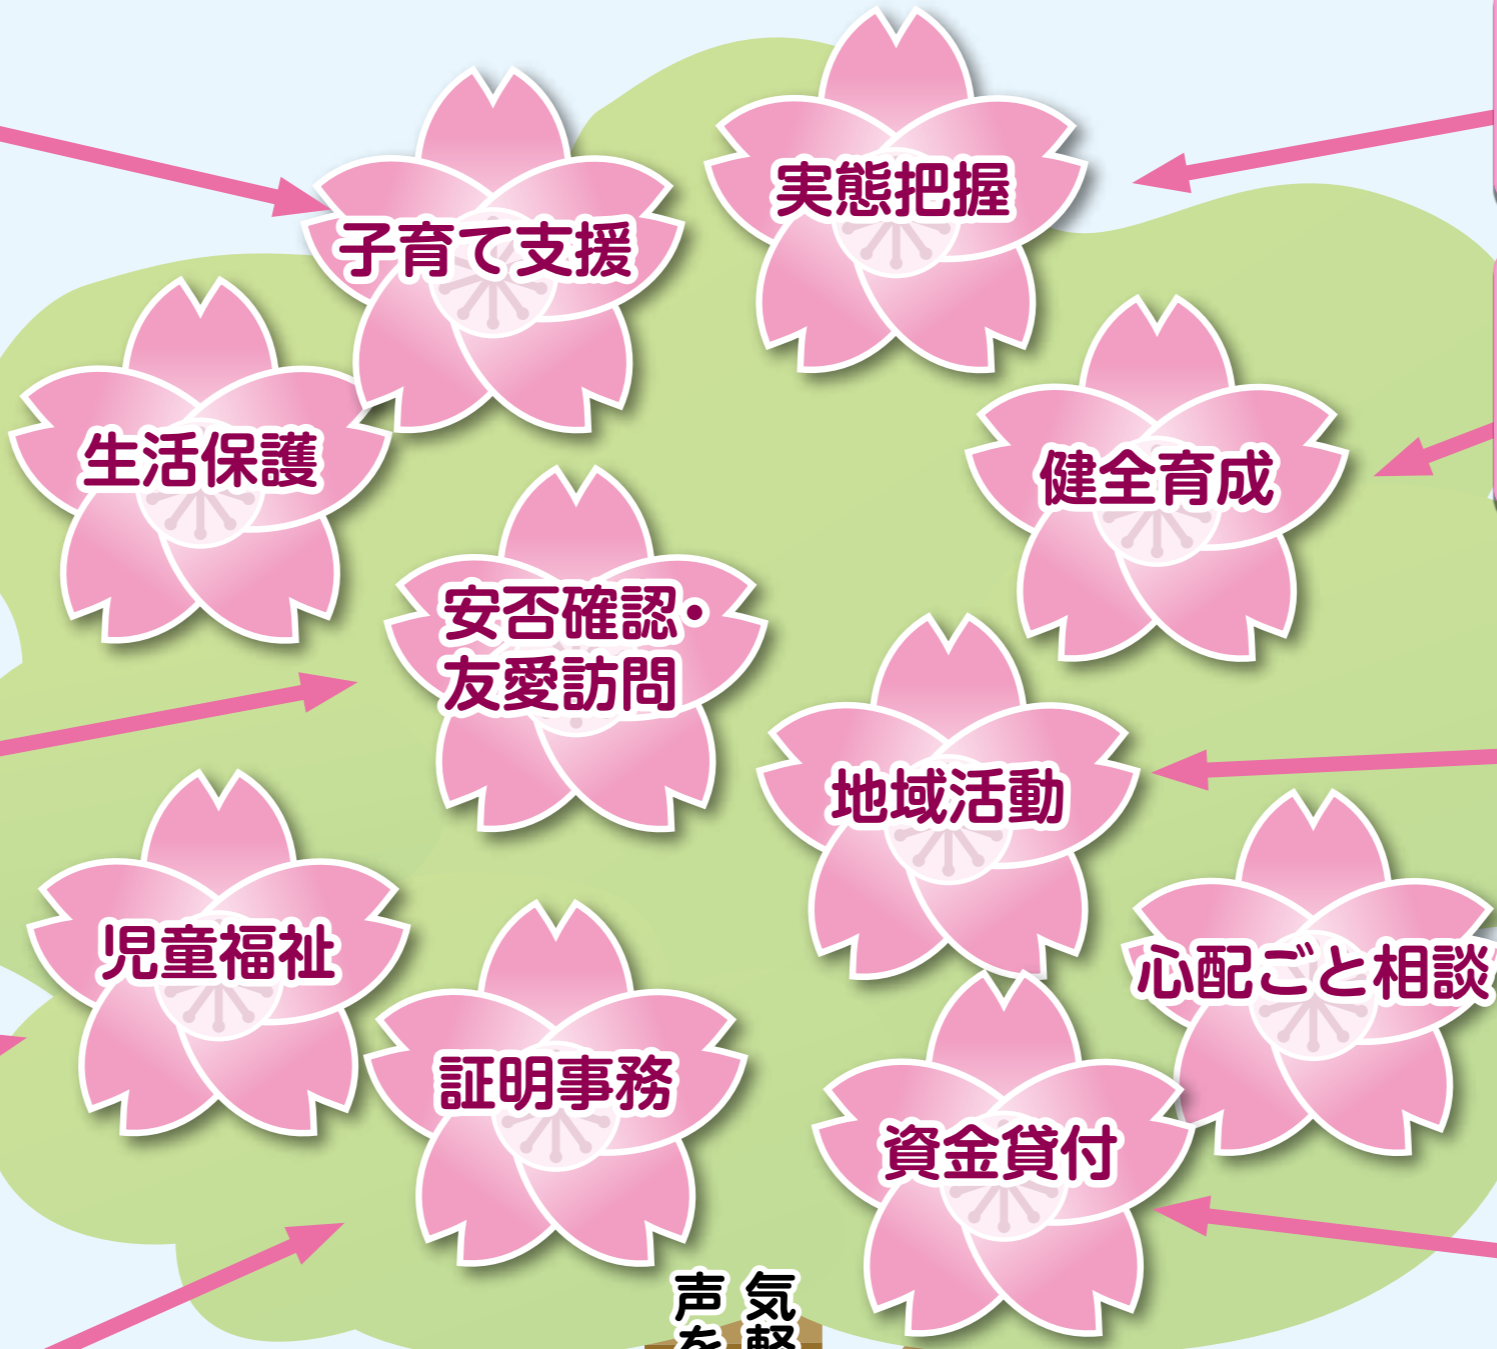 実態把握
子育て支援
生活保護
健全育成
安否確認・
友愛訪問
地域活動
児童福祉
心配ごと相談
証明事務
資金貸付
気軽
声を